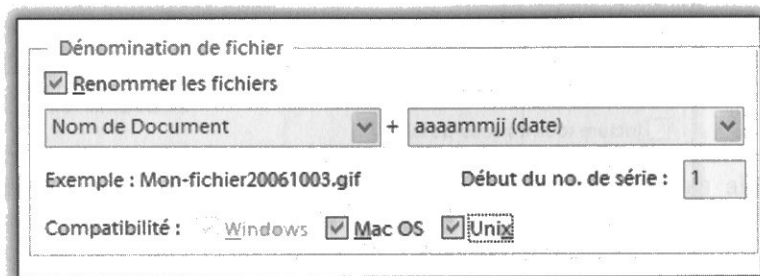 Dénomination de fichier
Renommer les fichiers
Nom de Document + aaaammjj (date)
Exemple : Mon-fichier20061003.gif Début du no. de série : 1
Compatibilité : Windows Mac OS Unix